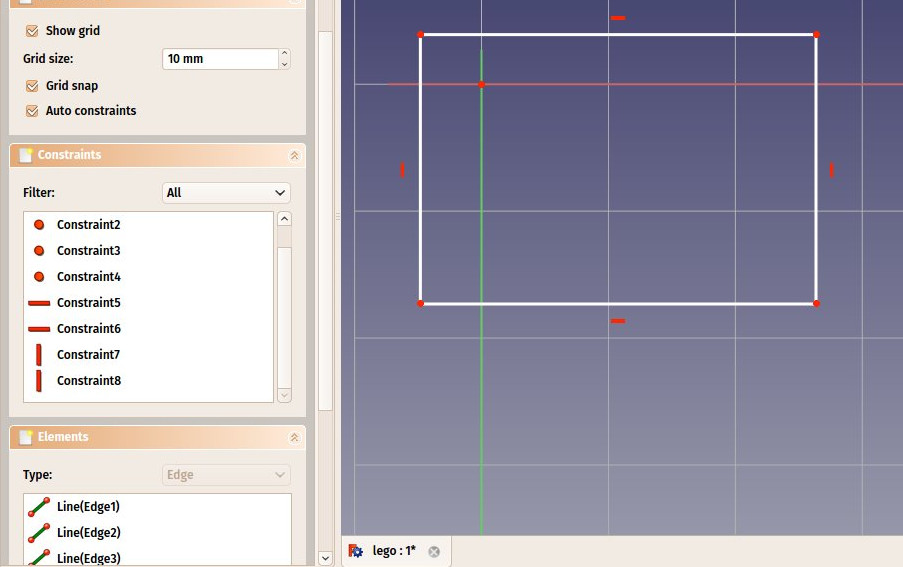 Show grid
Grid size: 10 mm
Grid snap
Auto constraints
Constraints
Filter: All
Constraint2
Constraint3
Constraint4
Constraint5
Constraint6
Constraint7
Constraint8
Elements
Type: Edge
Line(Edge1)
Line(Edge2)
Line(Edge3)
lego : 1*